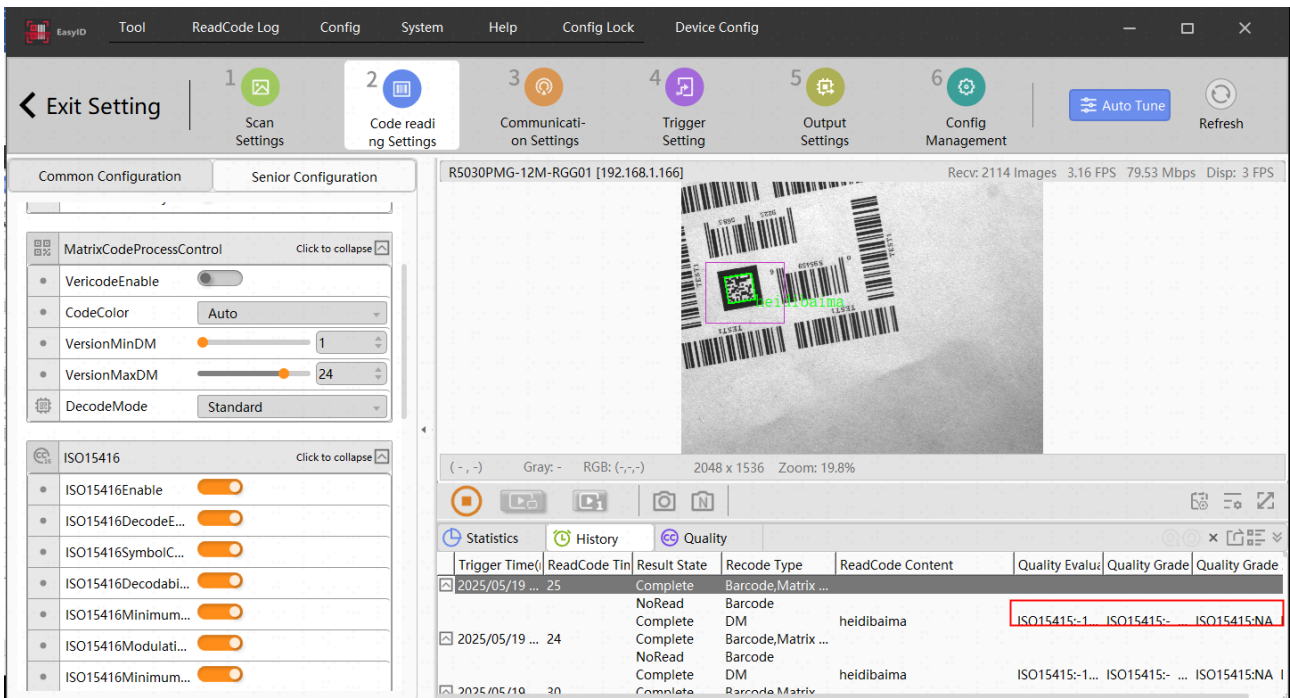 EasyID Tool ReadCode Log Config System Help Config Lock Device Config
Exit Setting
1 Scan Settings
2 Code readi ng Settings
3 Communicati- on Settings
4 Trigger Setting
5 Output Settings
6 Config Management
Auto Tune
Refresh
Common Configuration Senior Configuration
R5030PMG-12M-RGG01 [192.168.1.166] Recv: 2114 Images 3.16 FPS 79.53 Mbps Disp: 3 FPS
MatrixCodeProcessControl Click to collapse
VericodeEnable
CodeColor Auto
VersionMinDM 1
VersionMaxDM 24
DecodeMode Standard
ISO15416 Click to collapse
ISO15416Enable
ISO15416DecodeE...
ISO15416SymbolC...
ISO15416Decodabi...
ISO15416Minimum...
ISO15416Modulati...
ISO15416Minimum...
TEST1
TEST1
heidibaima
TEST1
TEST1
( - , -) Gray: - RGB: (-,-,-) 2048 x 1536 Zoom: 19.8%
Statistics History Quality
Trigger Time( ReadCode Tin Result State Recode Type ReadCode Content Quality Evalua Quality Grade Quality Grade
2025/05/19 ... 25 Complete Barcode,Matrix ...
NoRead Barcode
Complete DM heidibaima ISO15415:-1... ISO15415:- ... ISO15415:NA
2025/05/19 ... 24 Complete Barcode,Matrix ...
NoRead Barcode
Complete DM heidibaima ISO15415:-1... ISO15415:- ... ISO15415:NA
2025/05/19 ... 30 Complete Barcode,Matrix ...